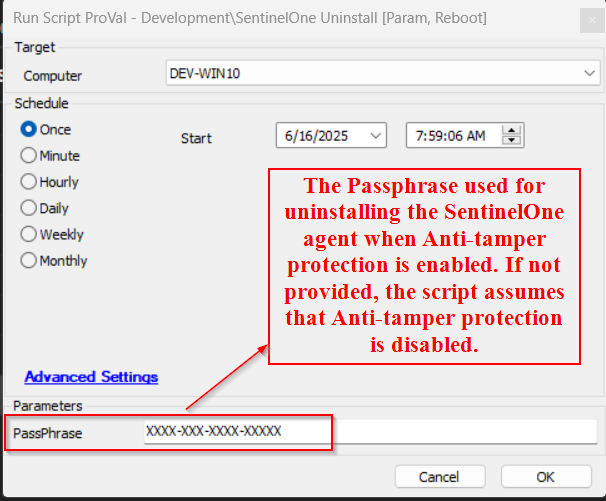 Run Script ProVal - Development\SentinelOne Uninstall [Param, Reboot]
Target
Computer
DEV-WIN10
Schedule
Once
Start
6/16/2025
7:59:06 AM
Minute
Hourly
Daily
Weekly
Monthly
The Passphrase used for
uninstalling the SentinelOne
agent when Anti-tamper
protection is enabled. If not
provided, the script assumes
that Anti-tamper protection
is disabled.
Advanced Settings
Parameters
PassPhrase
XXXX-XXX-XXXX-XXXXX
Cancel
OK